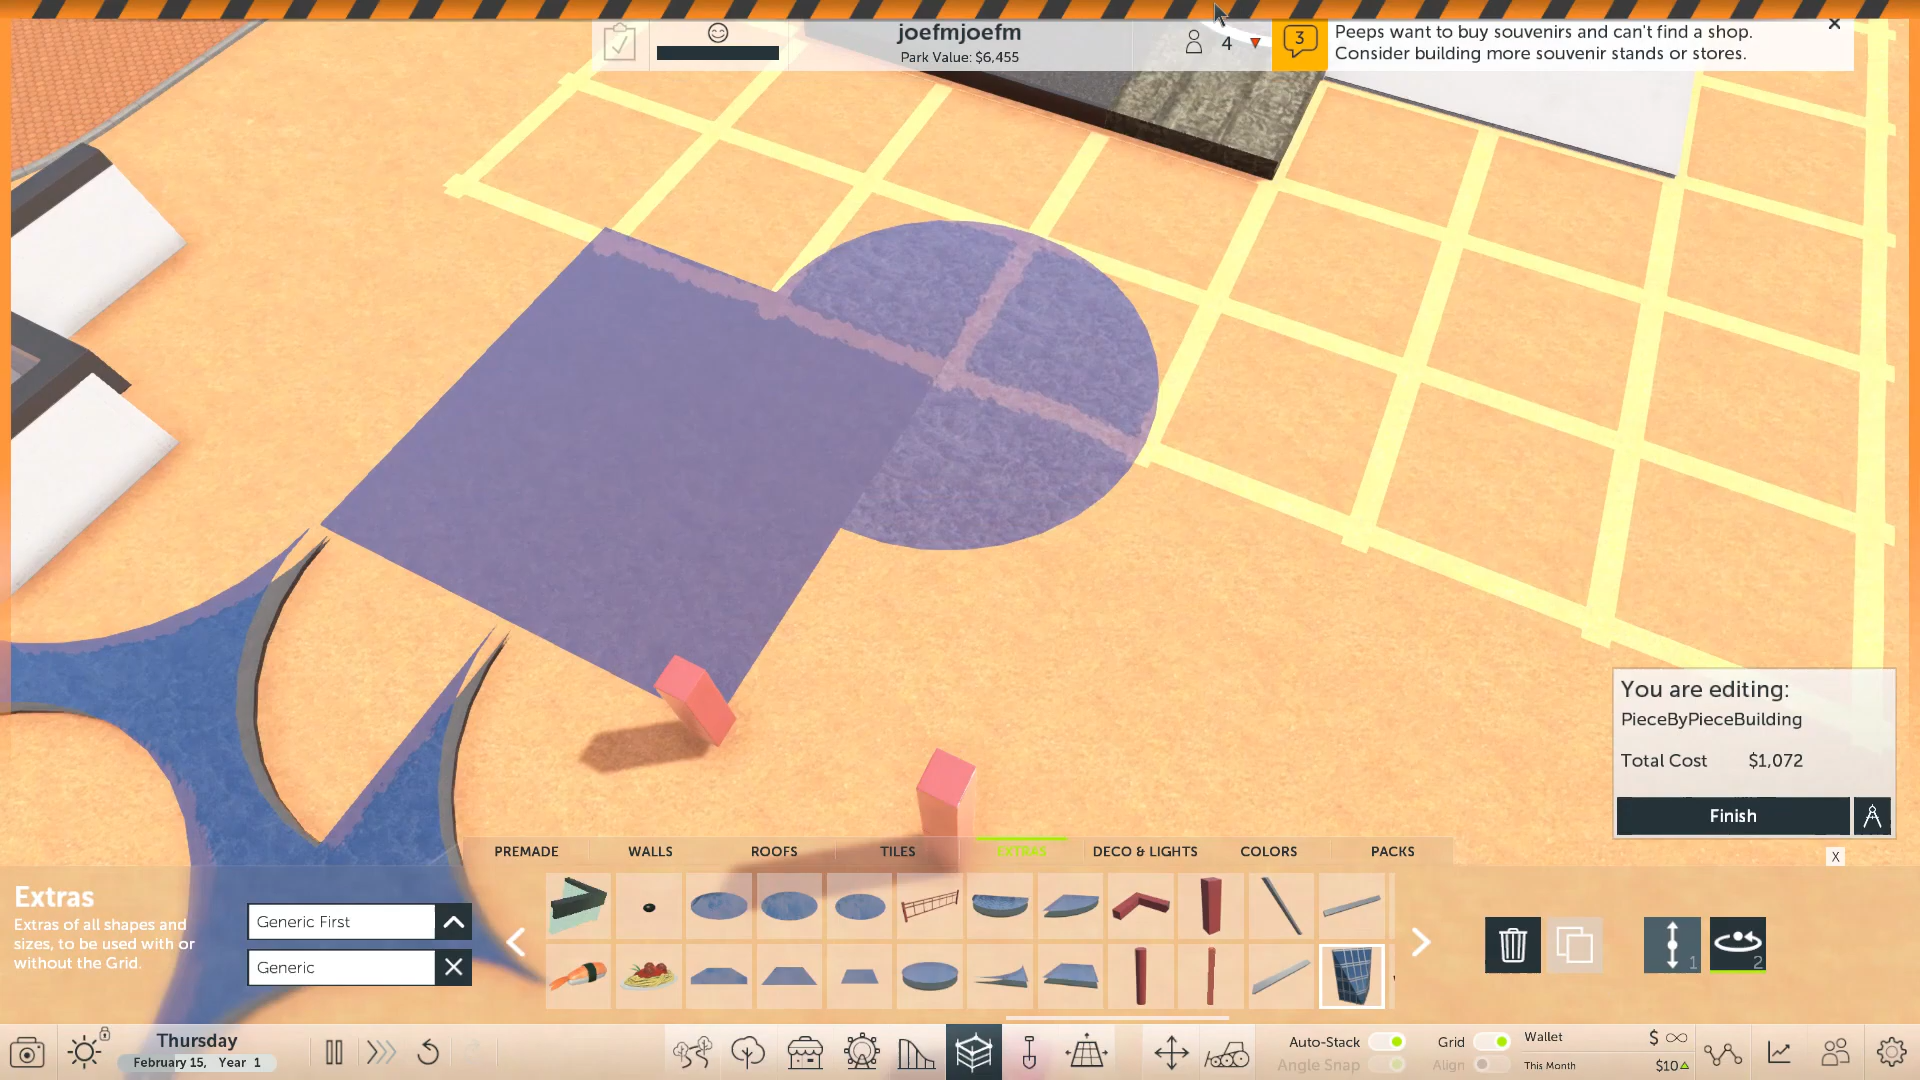 joefmjoefm
Park Value: $6,455
4
3
Peeps want to buy souvenirs and can't find a shop.
Consider building more souvenir stands or stores.
You are editing:
PieceByPieceBuilding
Total Cost $1,072
Finish
X
PREMADE WALLS ROOFS TILES EXTRAS DECO & LIGHTS COLORS PACKS
Extras
Extras of all shapes and
sizes, to be used with or
without the Grid.
Generic First
Generic
1
2
Thursday
February 15, Year 1
Auto-Stack
Grid
Angle Snap
Align
Wallet $ ∞
This Month $10